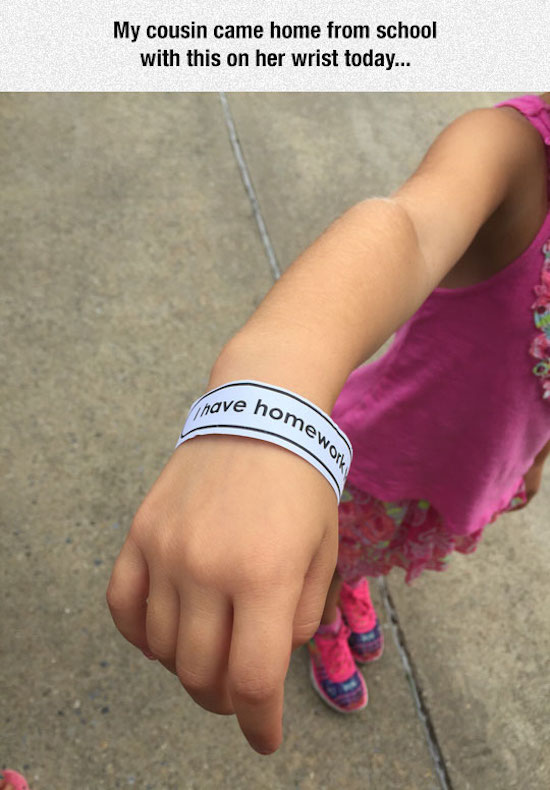 My cousin came home from school
with this on her wrist today...
I have homework